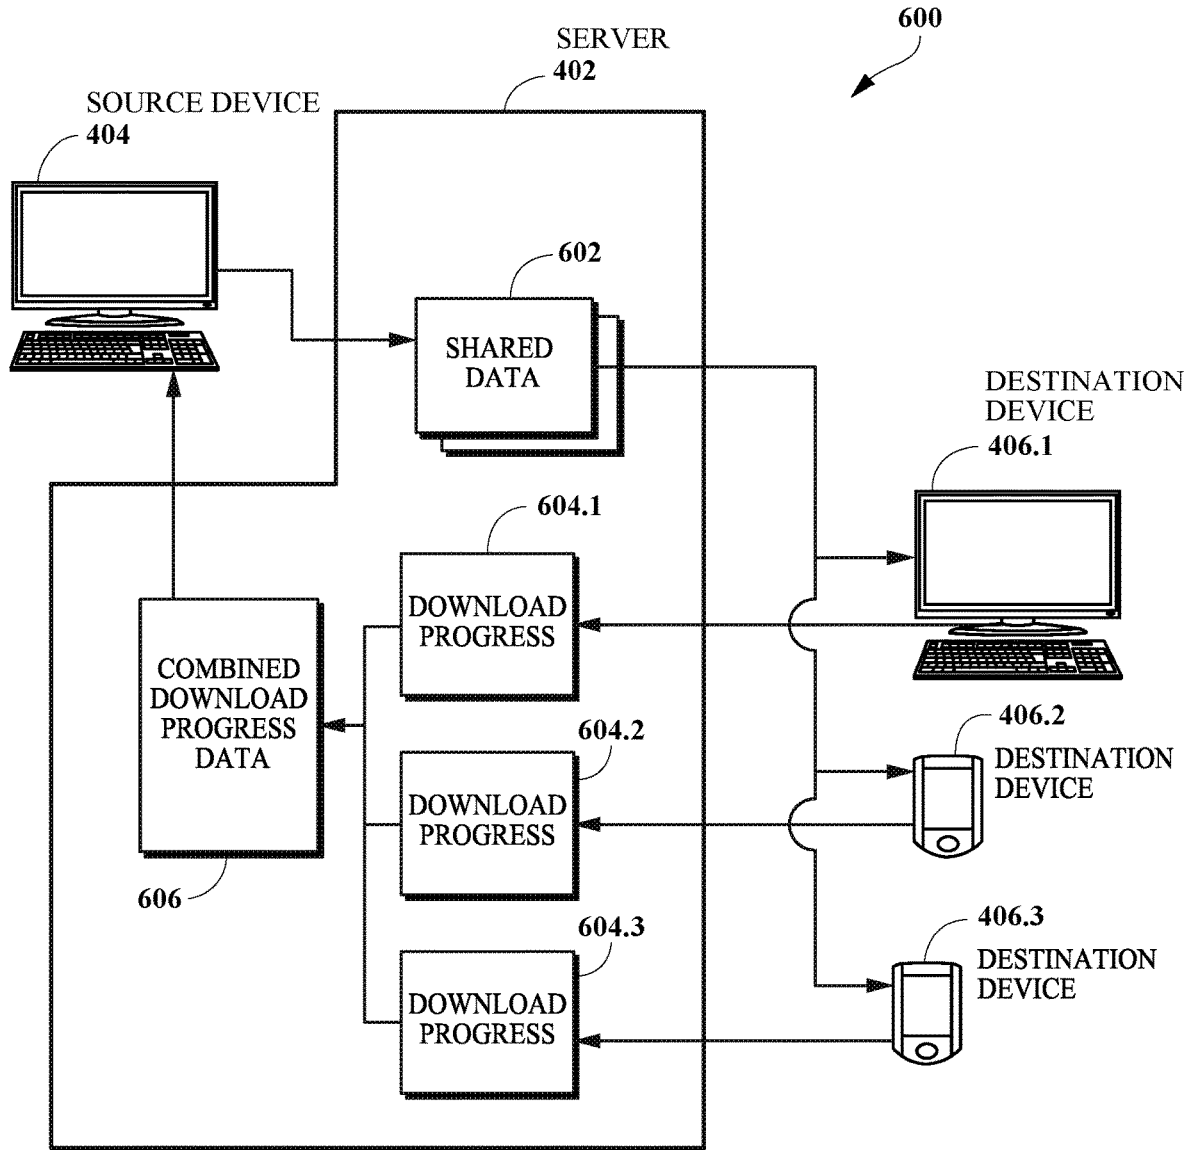 600
SERVER
402
SOURCE DEVICE
404
602
SHARED
DATA
DESTINATION
DEVICE
406.1
604.1
DOWNLOAD
PROGRESS
COMBINED
DOWNLOAD
PROGRESS
DATA
606
406.2
DESTINATION
DEVICE
604.2
DOWNLOAD
PROGRESS
406.3
DESTINATION
DEVICE
604.3
DOWNLOAD
PROGRESS